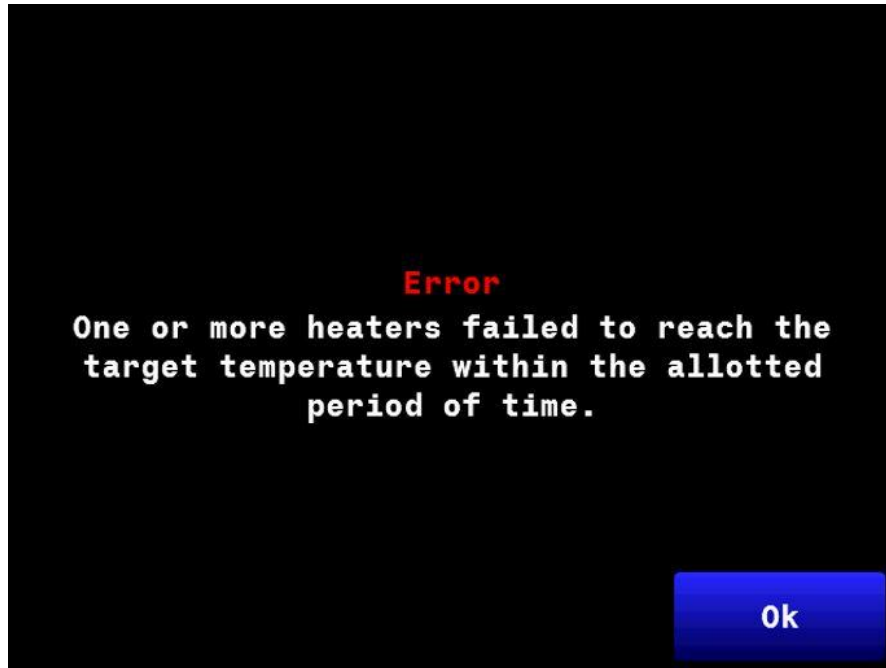 Error
One or more heaters failed to reach the
target temperature within the allotted
period of time.
Ok